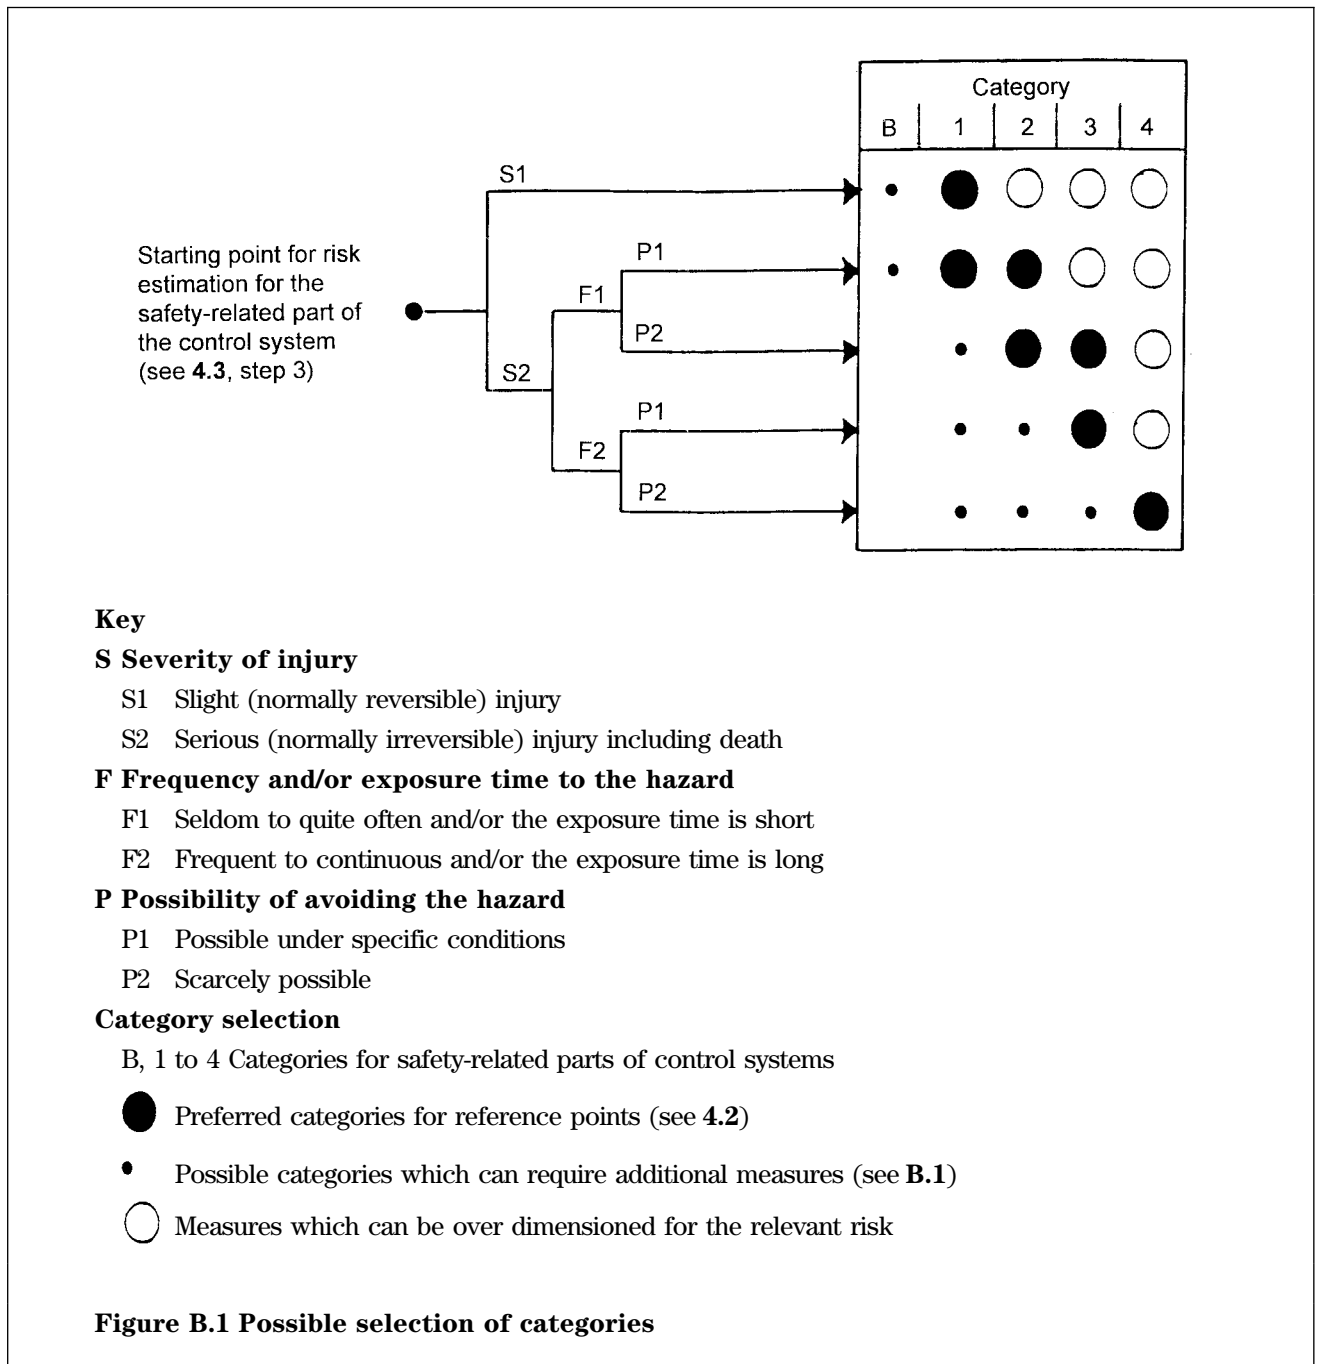 Category
B 1 2 3 4
S1
P1
F1
Starting point for risk
estimation for the
safety-related part of
the control system
(see 4.3, step 3)
P2
S2
P1
F2
P2
Key
S Severity of injury
S1 Slight (normally reversible) injury
S2 Serious (normally irreversible) injury including death
F Frequency and/or exposure time to the hazard
F1 Seldom to quite often and/or the exposure time is short
F2 Frequent to continuous and/or the exposure time is long
P Possibility of avoiding the hazard
P1 Possible under specific conditions
P2 Scarcely possible
Category selection
B, 1 to 4 Categories for safety-related parts of control systems
Preferred categories for reference points (see 4.2)
Possible categories which can require additional measures (see B.1)
Measures which can be over dimensioned for the relevant risk
Figure B.1 Possible selection of categories